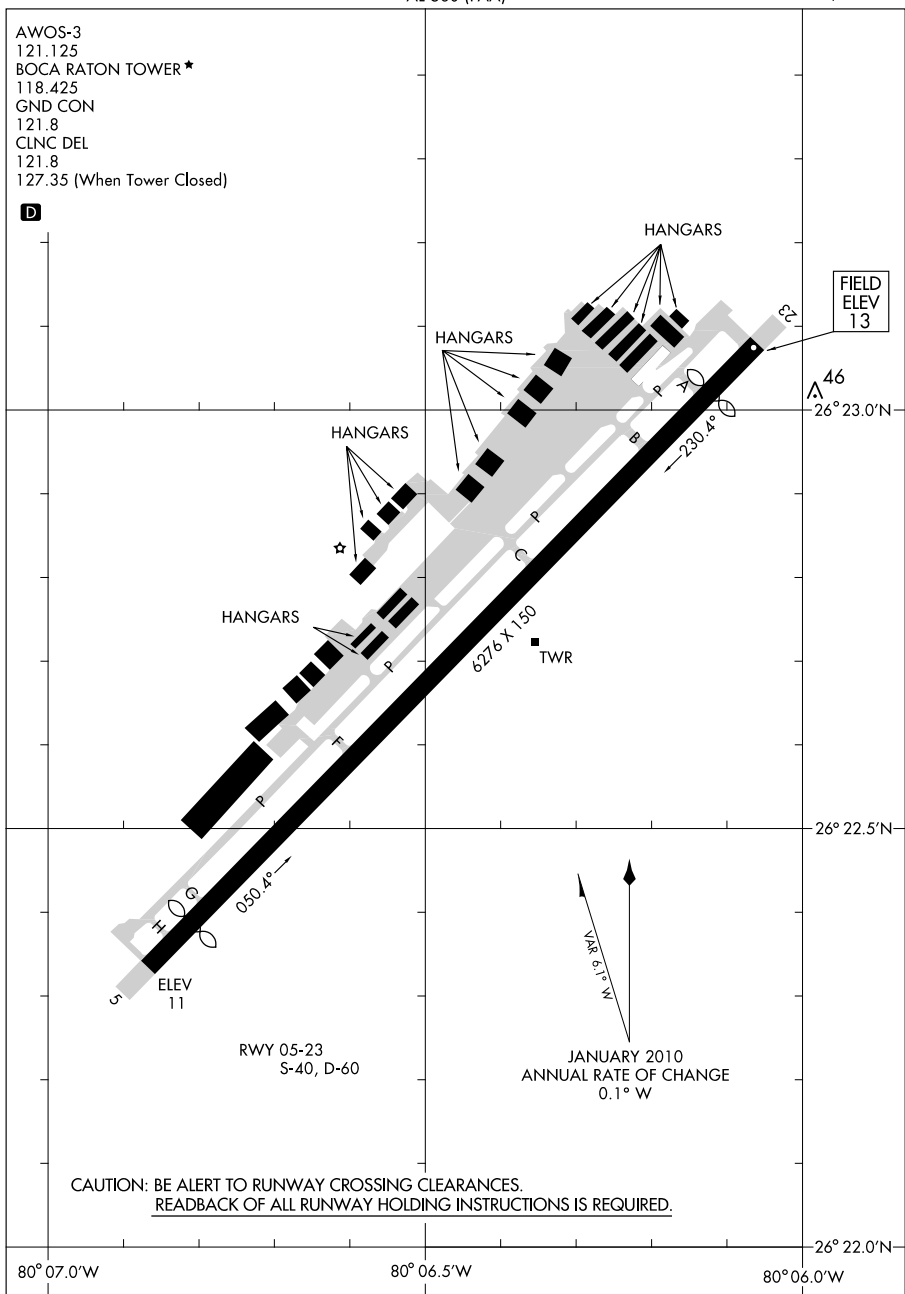 AWOS-3
121.125
BOCA RATON TOWER ★
118.425
GND CON
121.8
CLNC DEL
121.8
127.35 (When Tower Closed)
D
HANGARS
FIELD
ELEV
13
23
HANGARS
46
A
P
26° 23.0'N
HANGARS
B
230.4°
P
C
HANGARS
6276 X 150
TWR
P
F
P
26° 22.5'N
050.4°
G
H
VAR 6.1° W
5
ELEV
11
RWY 05-23
S-40, D-60
JANUARY 2010
ANNUAL RATE OF CHANGE
0.1° W
CAUTION: BE ALERT TO RUNWAY CROSSING CLEARANCES.
READBACK OF ALL RUNWAY HOLDING INSTRUCTIONS IS REQUIRED.
26° 22.0'N
80° 07.0'W
80° 06.5'W
80° 06.0'W